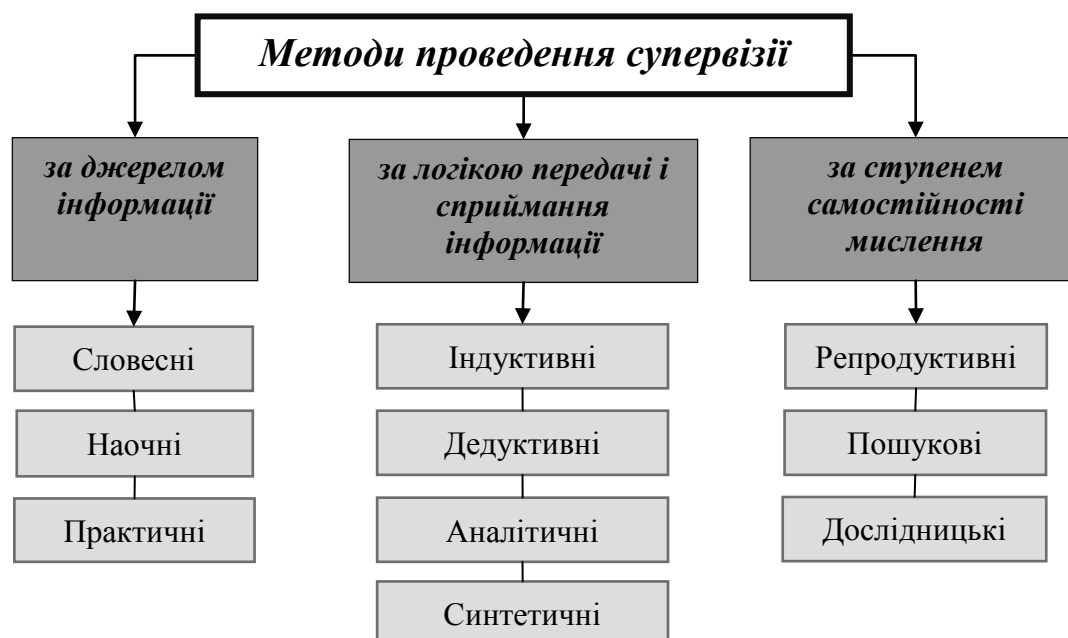 Методи проведення супервізії
за джерелом
інформації
за логікою передачі і
сприймання
інформації
за ступенем
самостійності
мислення
Словесні
Наочні
Практичні
Індуктивні
Дедуктивні
Аналітичні
Синтетичні
Репродуктивні
Пошукові
Дослідницькі